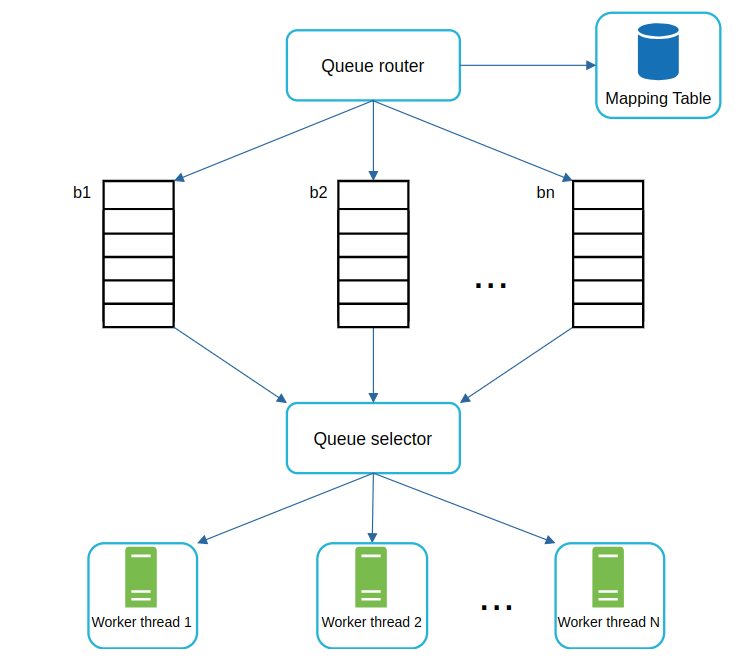 Queue router
Mapping Table
b1
b2
bn
...
Queue selector
Worker thread 1
Worker thread 2
...
Worker thread N